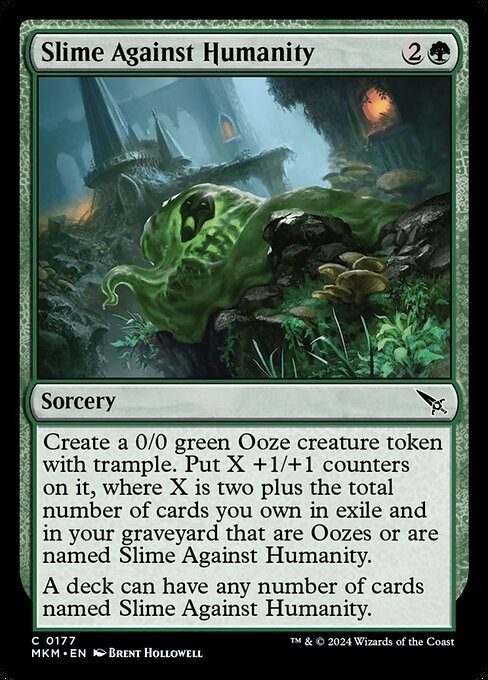 Slime Against Humanity 2
Sorcery
Create a 0/0 green Ooze creature token
with trample. Put X +1/+1 counters
on it, where X is two plus the total
number of cards you own in exile and
in your graveyard that are Oozes or are
named Slime Against Humanity.
A deck can have any number of cards
named Slime Against Humanity.
C 0177
MKM • EN Brent Hollowell
™ & © 2024 Wizards of the Coast